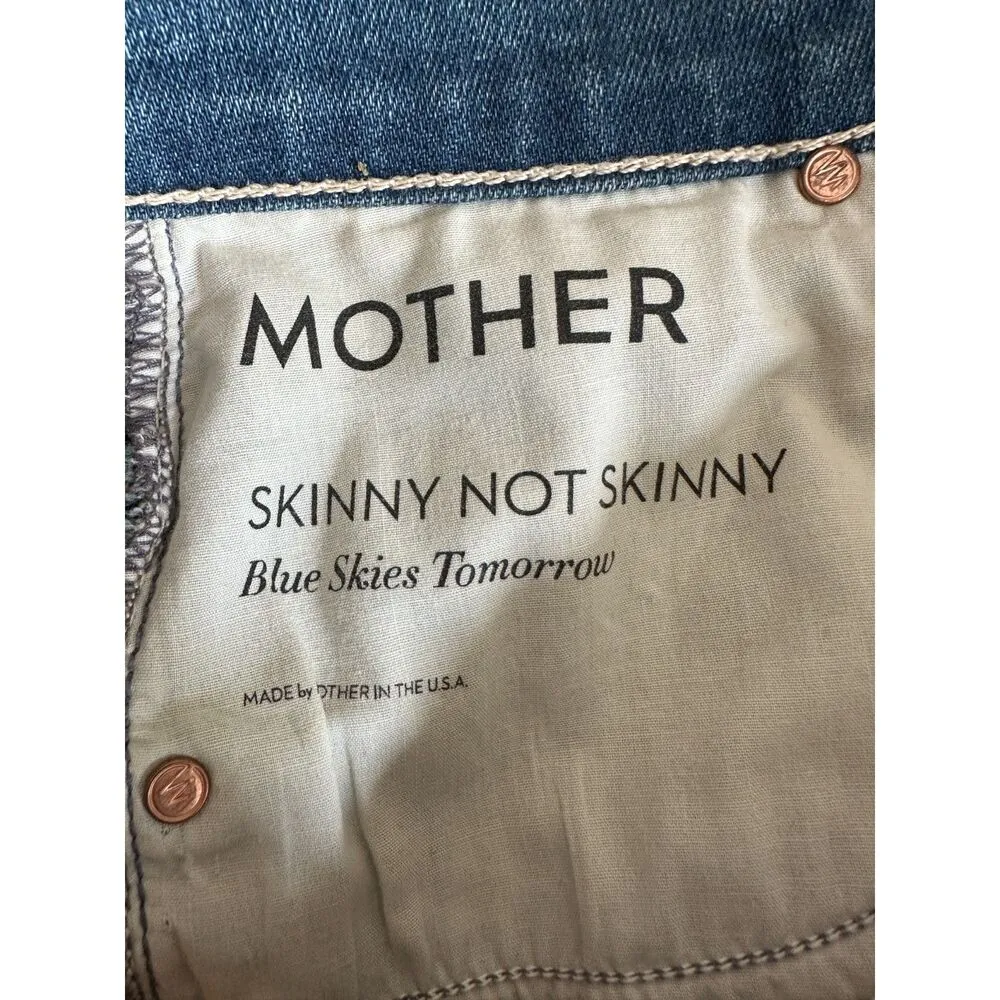 MOTHER
SKINNY NOT SKINNY
Blue Skies Tomorrow
MADE by OTHER IN THE U.S.A.